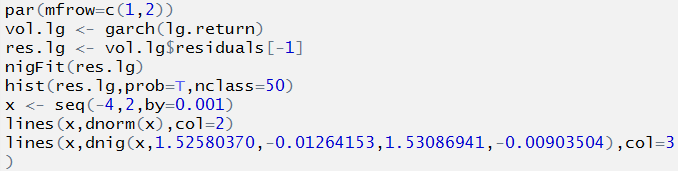 par(mfrow=c(1,2))
vol.lg <- garch(lg.return)
res.lg <- vol.lg$residuals[-1]
nigFit(res.lg)
hist(res.lg,prob=T,nclass=50)
x <- seq(-4,2,by=0.001)
lines(x,dnorm(x),col=2)
lines(x,dnig(x,1.52580370,-0.01264153,1.53086941,-0.00903504),col=3
)